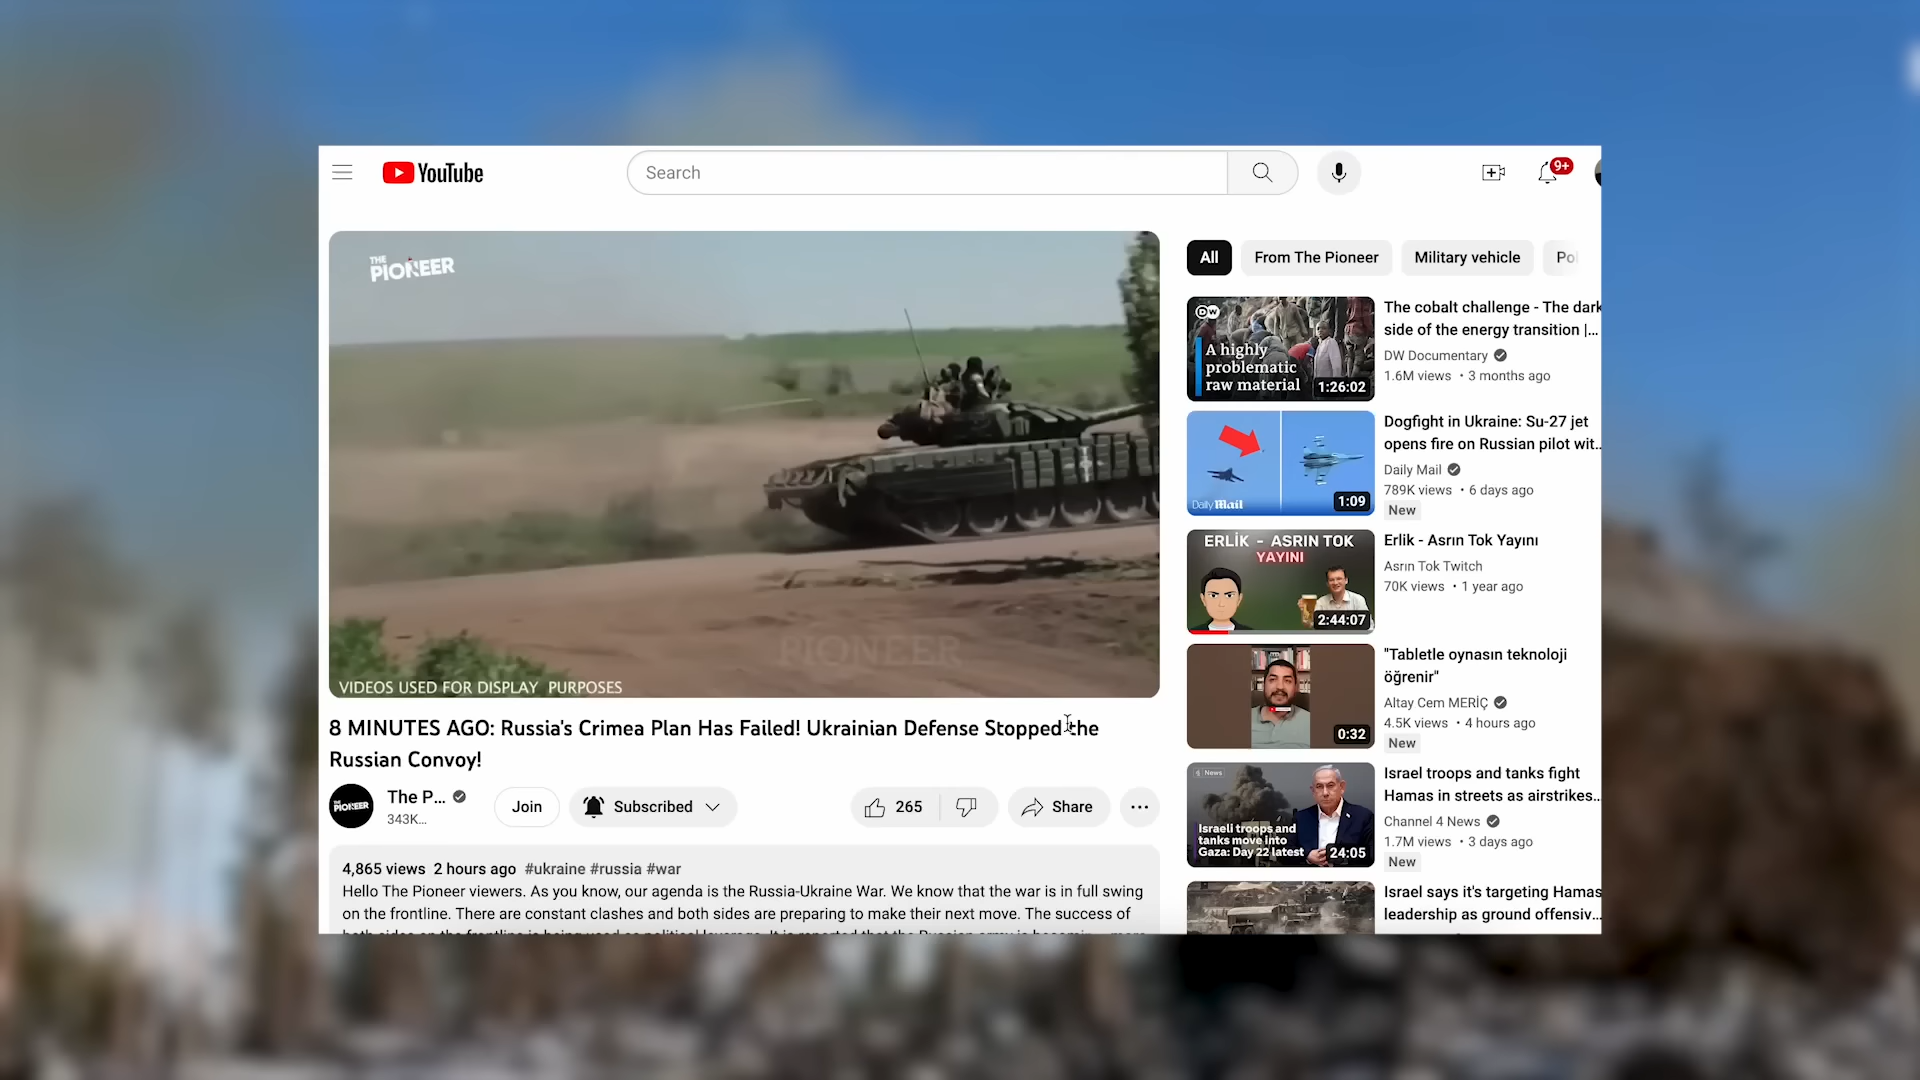 YouTube
Search
9+
THE
PIONEER
PIONEER
VIDEOS USED FOR DISPLAY PURPOSES
8 MINUTES AGO: Russia's Crimea Plan Has Failed! Ukrainian Defense Stopped the
Russian Convoy!
THE
PIONEER
The P...
343K...
Join
Subscribed
265
Share
4,865 views 2 hours ago #ukraine #russia #war
Hello The Pioneer viewers. As you know, our agenda is the Russia-Ukraine War. We know that the war is in full swing
on the frontline. There are constant clashes and both sides are preparing to make their next move. The success of
All
From The Pioneer
Military vehicle
Po
DW
A highly
problematic
raw material
1:26:02
The cobalt challenge - The dark
side of the energy transition |...
DW Documentary
1.6M views • 3 months ago
Daily Mail
1:09
Dogfight in Ukraine: Su-27 jet
opens fire on Russian pilot wit...
Daily Mail
789K views • 6 days ago
New
ERLİK - ASRIN TOK
YAYINI
2:44:07
Erlik - Asrın Tok Yayını
Asrın Tok Twitch
70K views • 1 year ago
0:32
"Tabletle oynasın teknoloji
öğrenir"
Altay Cem MERİÇ
4.5K views • 4 hours ago
New
4 News
Israeli troops and
tanks move into
Gaza: Day 22 latest
24:05
Israel troops and tanks fight
Hamas in streets as airstrikes...
Channel 4 News
1.7M views • 3 days ago
New
Israel says it's targeting Hamas
leadership as ground offensiv...